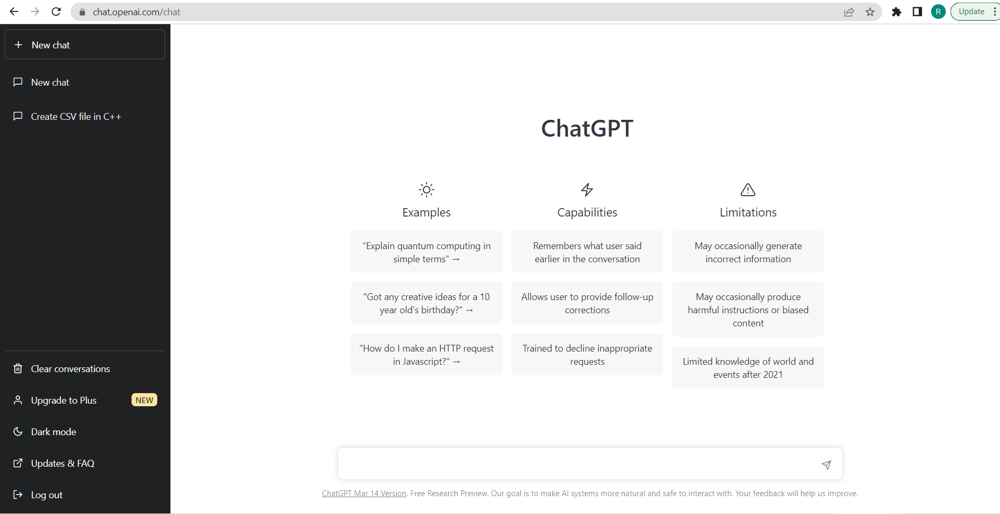 chat.openai.com/chat
R
Update
New chat
New chat
Create CSV file in C++
Clear conversations
Upgrade to Plus
NEW
Dark mode
Updates & FAQ
Log out
ChatGPT
Examples
"Explain quantum computing in
simple terms" →
"Got any creative ideas for a 10
year old’s birthday?" →
"How do I make an HTTP request
in Javascript?" →
Capabilities
Remembers what user said
earlier in the conversation
Allows user to provide follow-up
corrections
Trained to decline inappropriate
requests
Limitations
May occasionally generate
incorrect information
May occasionally produce
harmful instructions or biased
content
Limited knowledge of world and
events after 2021
ChatGPT Mar 14 Version. Free Research Preview. Our goal is to make AI systems more natural and safe to interact with. Your feedback will help us improve.